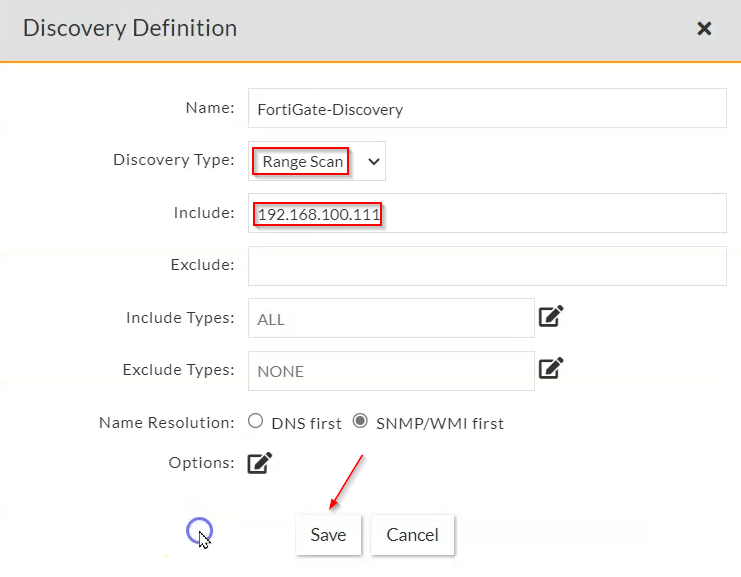 Discovery Definition
Name: FortiGate-Discovery
Discovery Type: Range Scan
Include: 192.168.100.111
Exclude:
Include Types: ALL
Exclude Types: NONE
Name Resolution: DNS first SNMP/WMI first
Options:
Save Cancel